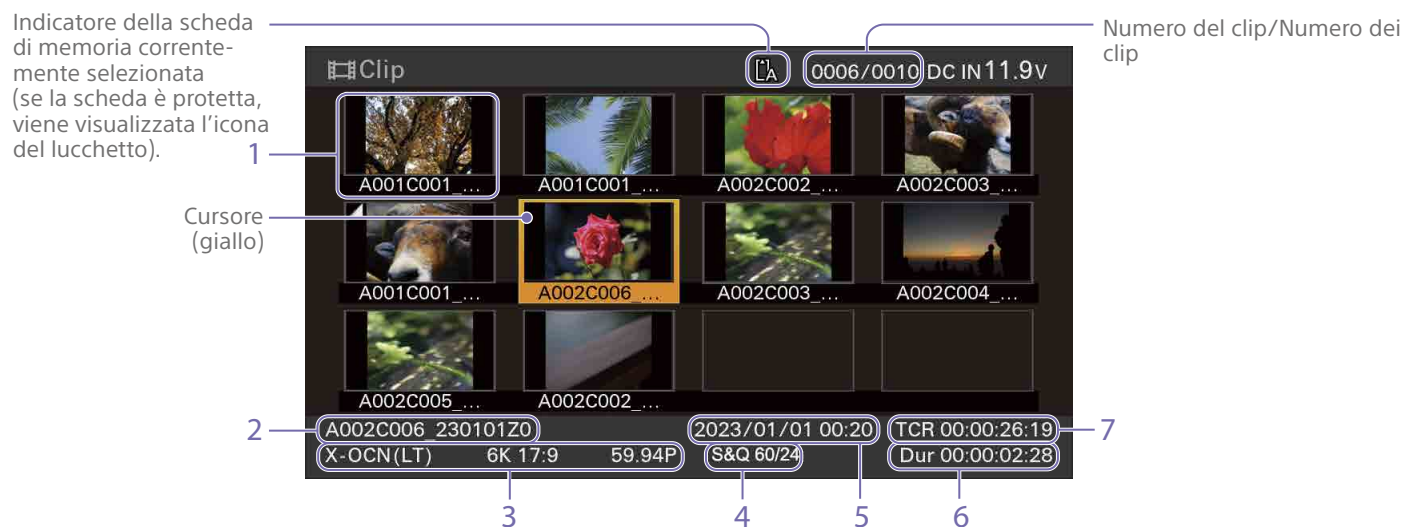 Indicatore della scheda
di memoria corrente-
mente selezionata
(se la scheda è protetta,
viene visualizzata l'icona
del lucchetto).
Numero del clip/Numero dei
clip
Clip
A
0006/0010
DC IN 11.9V
1
A001C001_...
A001C001_...
A002C002_...
A002C003_...
Cursore
(giallo)
A001C001_...
A002C006_...
A002C003_...
A002C004_...
A002C005_...
A002C002_...
2
A002C006_230101Z0
2023/01/01 00:20
TCR 00:00:26:19
7
X-OCN(LT) 6K 17:9 59.94P
S&Q 60/24
Dur 00:00:02:28
3
4
5
6